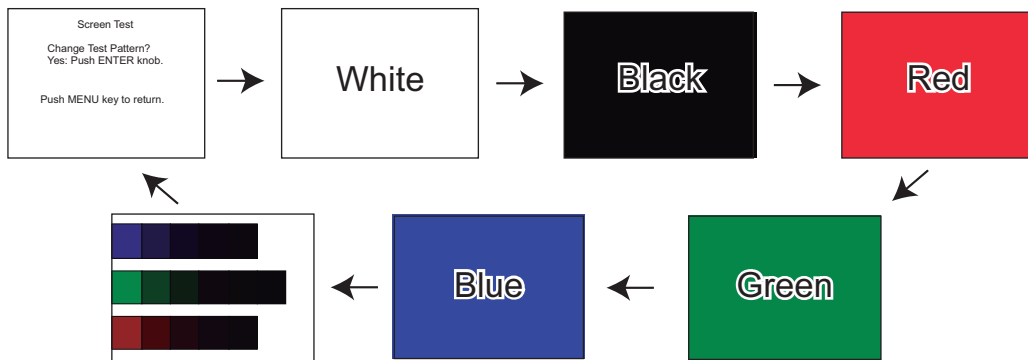 Screen Test
Change Test Pattern?
Yes: Push ENTER knob.
Push MENU key to return.
White
Black
Red
Green
Blue